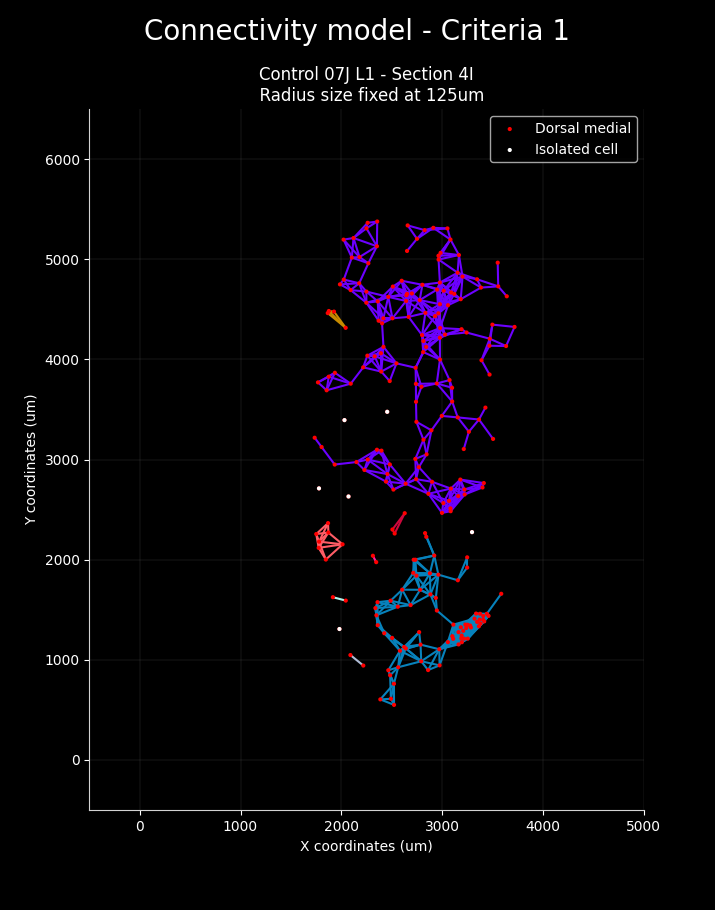 Connectivity model - Criteria 1
Control 07J L1 - Section 4I
Radius size fixed at 125um
Dorsal medial
Isolated cell
6000
5000
4000
3000
2000
1000
0
Y coordinates (um)
0 1000 2000 3000 4000 5000
X coordinates (um)